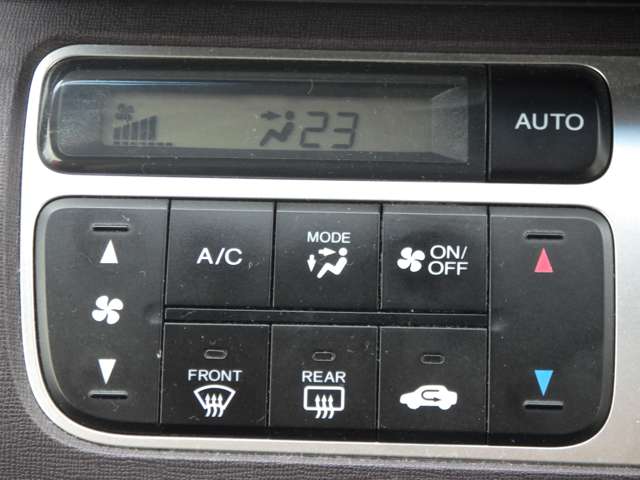 23
AUTO
A/C
MODE
ON/
OFF
FRONT
REAR